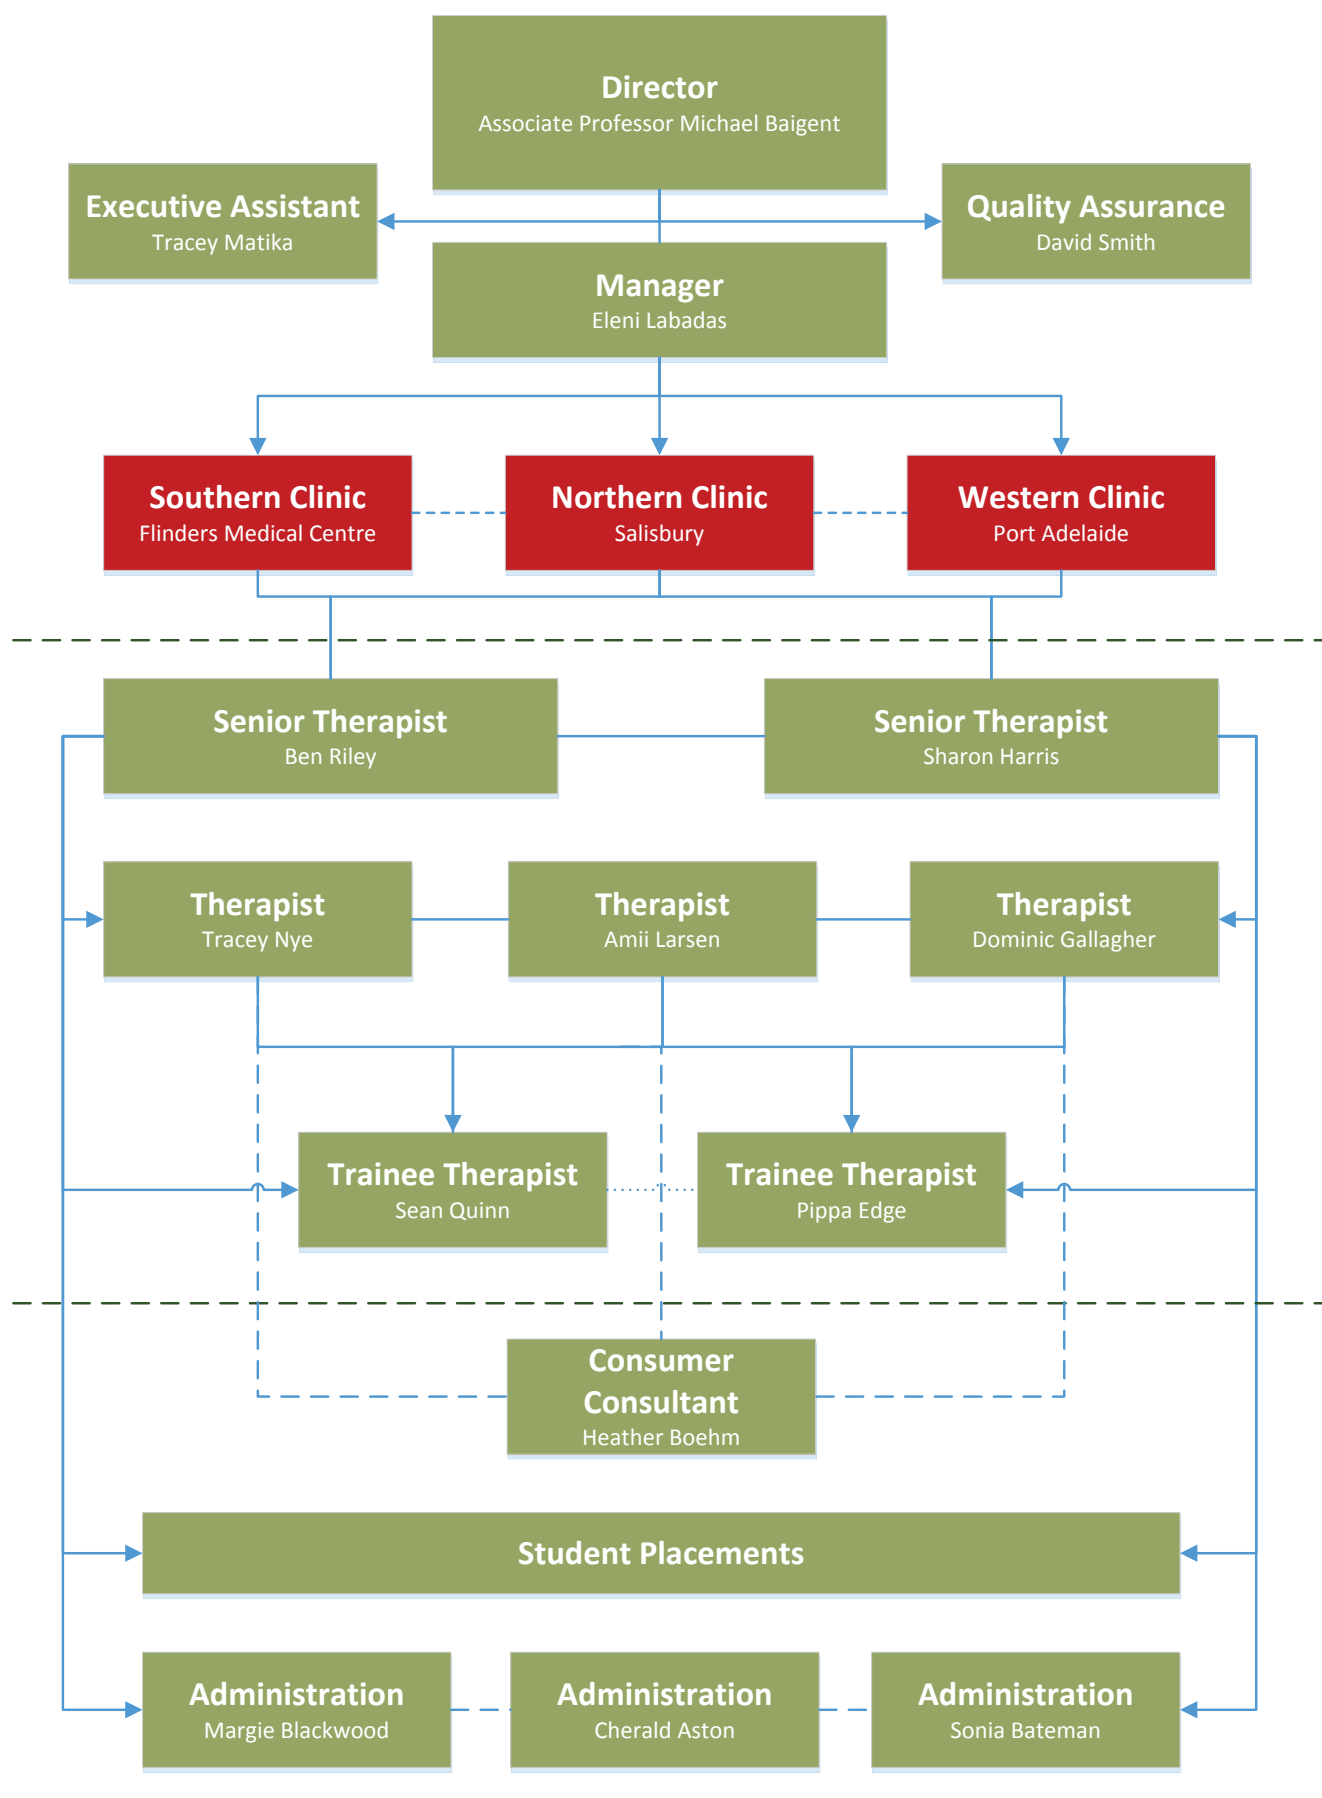 Director
Associate Professor Michael Baigent
Executive Assistant
Tracey Matika
Quality Assurance
David Smith
Manager
Eleni Labadas
Southern Clinic
Flinders Medical Centre
Northern Clinic
Salisbury
Western Clinic
Port Adelaide
Senior Therapist
Ben Riley
Senior Therapist
Sharon Harris
Therapist
Tracey Nye
Therapist
Amii Larsen
Therapist
Dominic Gallagher
Trainee Therapist
Sean Quinn
Trainee Therapist
Pippa Edge
Consumer
Consultant
Heather Boehm
Student Placements
Administration
Margie Blackwood
Administration
Cherald Aston
Administration
Sonia Bateman